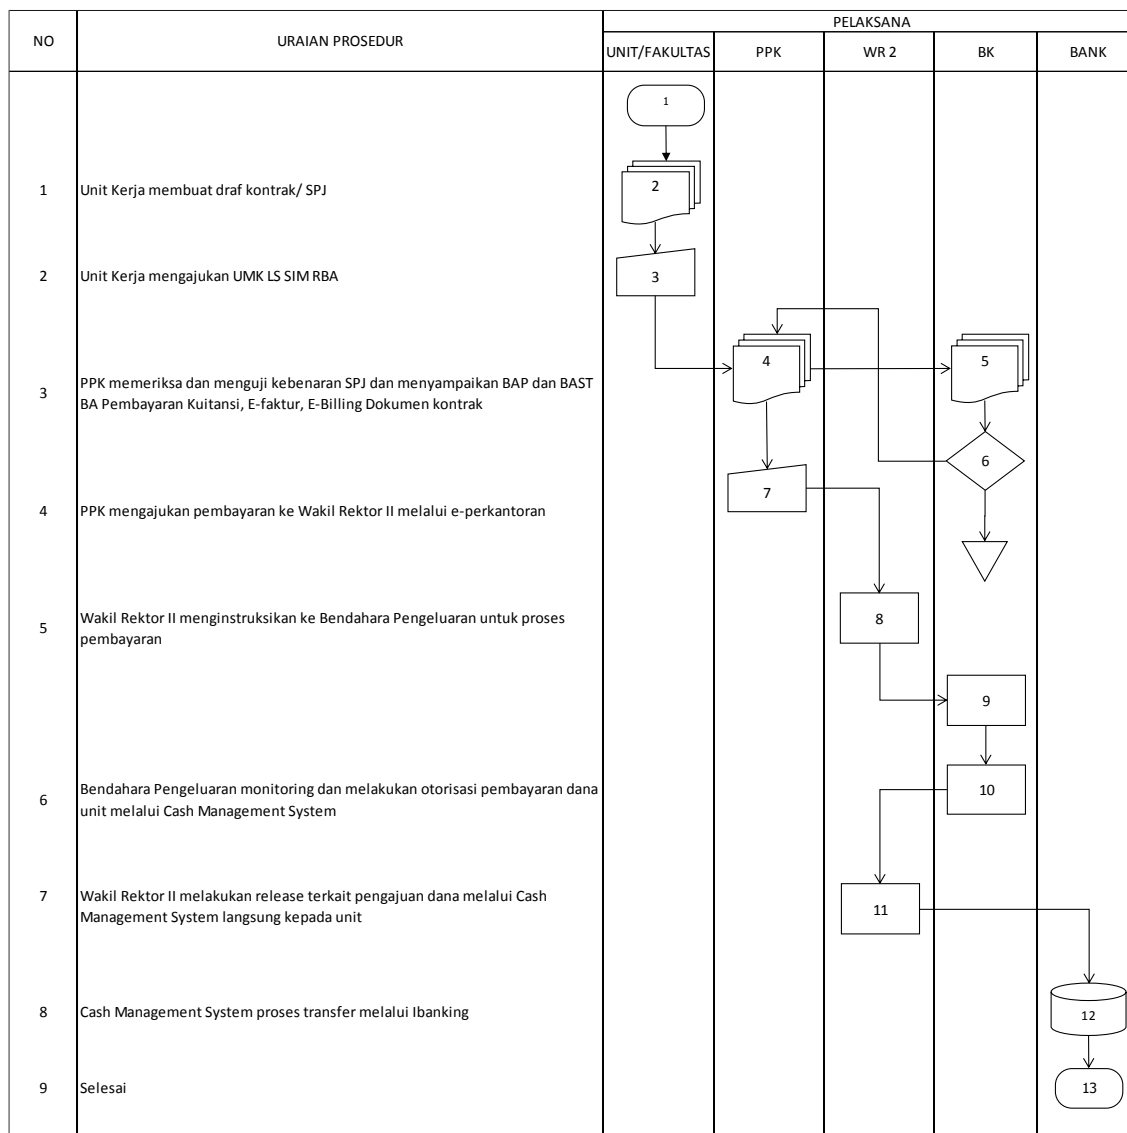 PELAKSANA
NO
URAIAN PROSEDUR
UNIT/FAKULTAS
PPK
WR 2
BK
BANK
1
1
Unit Kerja membuat draf kontrak/ SPJ
2
2
Unit Kerja mengajukan UMK LS SIM RBA
3
3
PPK memeriksa dan menguji kebenaran SPJ dan menyampaikan BAP dan BAST
BA Pembayaran Kuitansi, E-faktur, E-Billing Dokumen kontrak
4
5
6
4
PPK mengajukan pembayaran ke Wakil Rektor II melalui e-perkantoran
7
5
Wakil Rektor II menginstruksikan ke Bendahara Pengeluaran untuk proses
pembayaran
8
9
6
Bendahara Pengeluaran monitoring dan melakukan otorisasi pembayaran dana
unit melalui Cash Management System
10
7
Wakil Rektor II melakukan release terkait pengajuan dana melalui Cash
Management System langsung kepada unit
11
8
Cash Management System proses transfer melalui Ibanking
12
9
Selesai
13